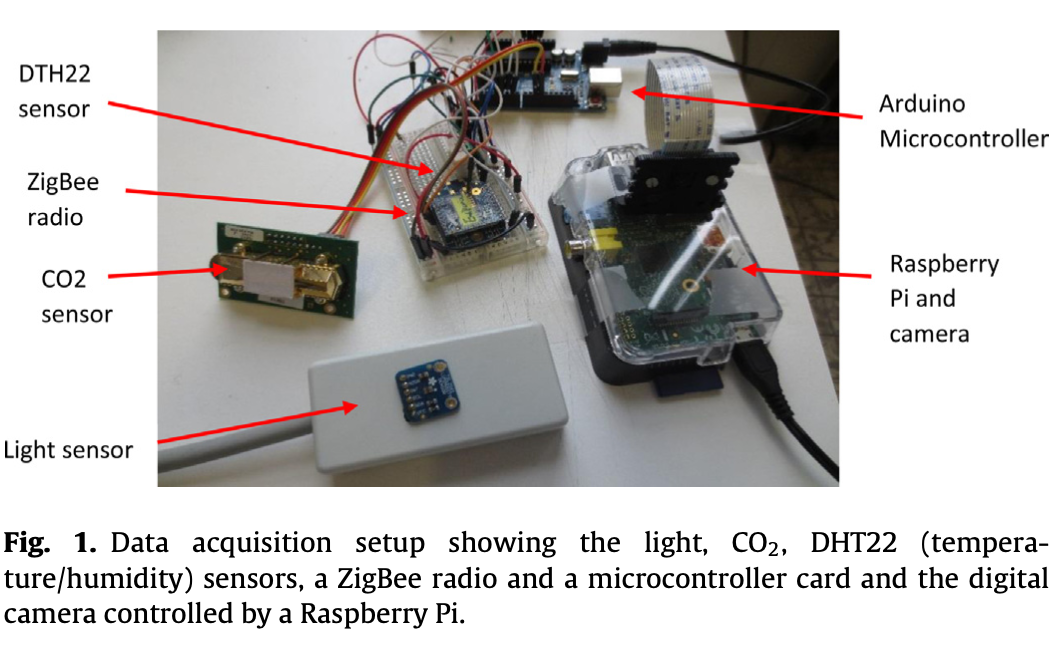 DTH22
sensor
ZigBee
radio
CO2
sensor
Light sensor
Arduino
Microcontroller
Raspberry
Pi and
camera
Fig. 1. Data acquisition setup showing the light, CO₂, DHT22 (tempera-
ture/humidity) sensors, a ZigBee radio and a microcontroller card and the digital
camera controlled by a Raspberry Pi.